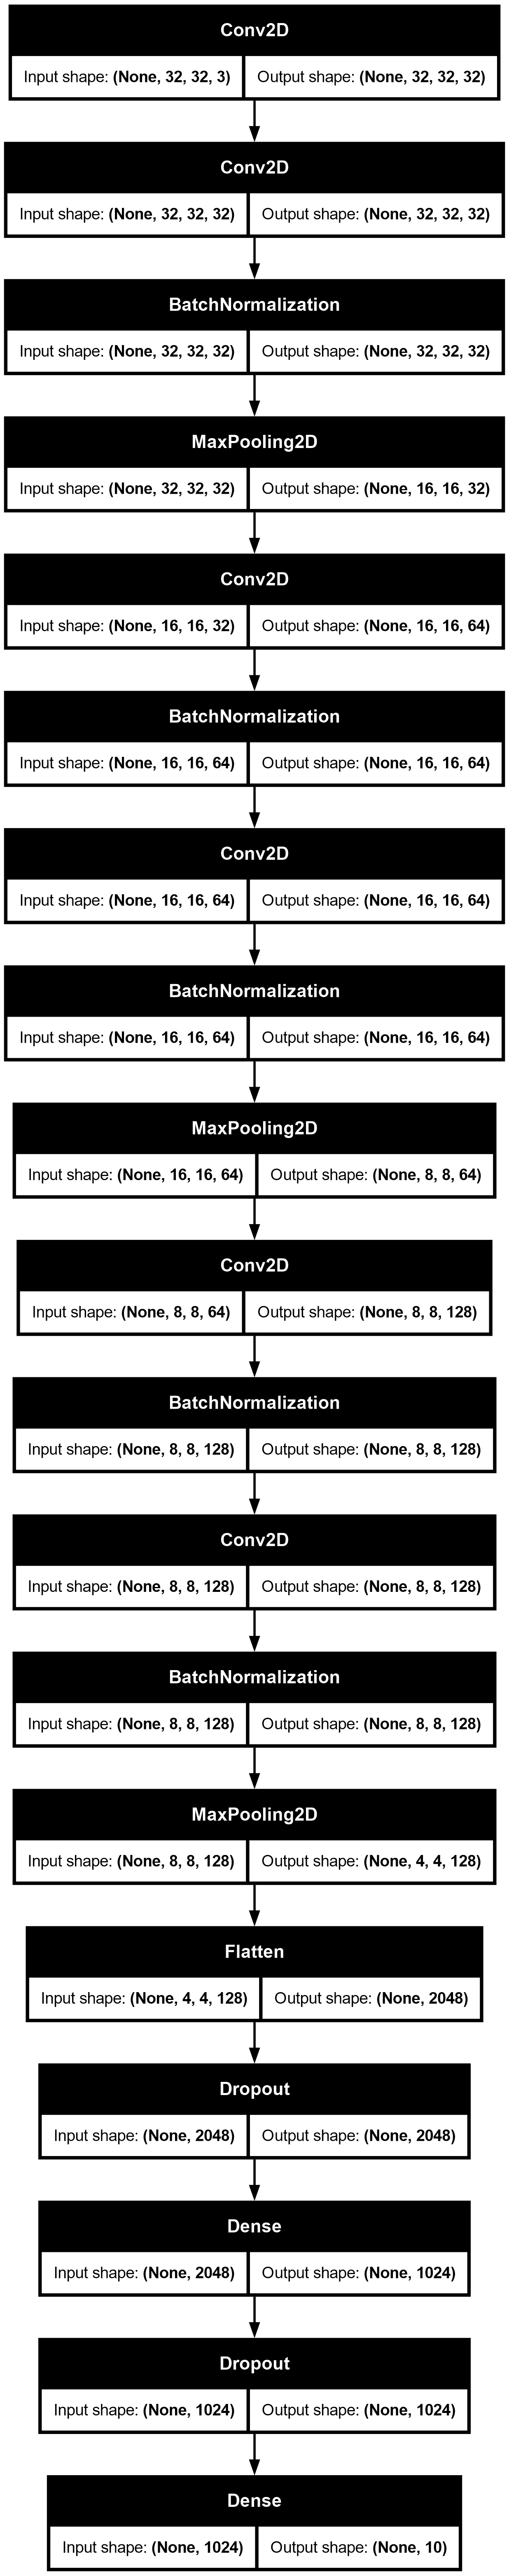 Conv2D
Input shape: (None, 32, 32, 3) Output shape: (None, 32, 32, 32)
Conv2D
Input shape: (None, 32, 32, 32) Output shape: (None, 32, 32, 32)
BatchNormalization
Input shape: (None, 32, 32, 32) Output shape: (None, 32, 32, 32)
MaxPooling2D
Input shape: (None, 32, 32, 32) Output shape: (None, 16, 16, 32)
Conv2D
Input shape: (None, 16, 16, 32) Output shape: (None, 16, 16, 64)
BatchNormalization
Input shape: (None, 16, 16, 64) Output shape: (None, 16, 16, 64)
Conv2D
Input shape: (None, 16, 16, 64) Output shape: (None, 16, 16, 64)
BatchNormalization
Input shape: (None, 16, 16, 64) Output shape: (None, 16, 16, 64)
MaxPooling2D
Input shape: (None, 16, 16, 64) Output shape: (None, 8, 8, 64)
Conv2D
Input shape: (None, 8, 8, 64) Output shape: (None, 8, 8, 128)
BatchNormalization
Input shape: (None, 8, 8, 128) Output shape: (None, 8, 8, 128)
Conv2D
Input shape: (None, 8, 8, 128) Output shape: (None, 8, 8, 128)
BatchNormalization
Input shape: (None, 8, 8, 128) Output shape: (None, 8, 8, 128)
MaxPooling2D
Input shape: (None, 8, 8, 128) Output shape: (None, 4, 4, 128)
Flatten
Input shape: (None, 4, 4, 128) Output shape: (None, 2048)
Dropout
Input shape: (None, 2048) Output shape: (None, 2048)
Dense
Input shape: (None, 2048) Output shape: (None, 1024)
Dropout
Input shape: (None, 1024) Output shape: (None, 1024)
Dense
Input shape: (None, 1024) Output shape: (None, 10)